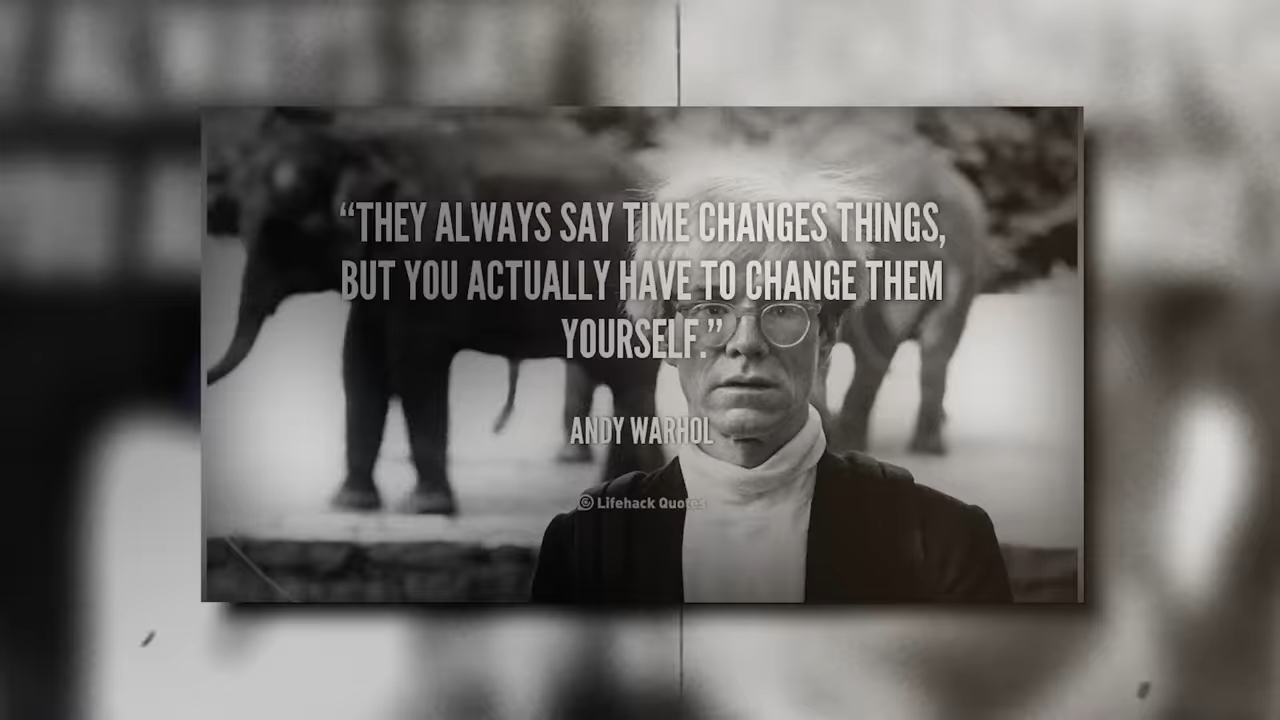 “THEY ALWAYS SAY TIME CHANGES THINGS,
BUT YOU ACTUALLY HAVE TO CHANGE THEM
YOURSELF.”
ANDY WARHOL
Lifehack Quotes